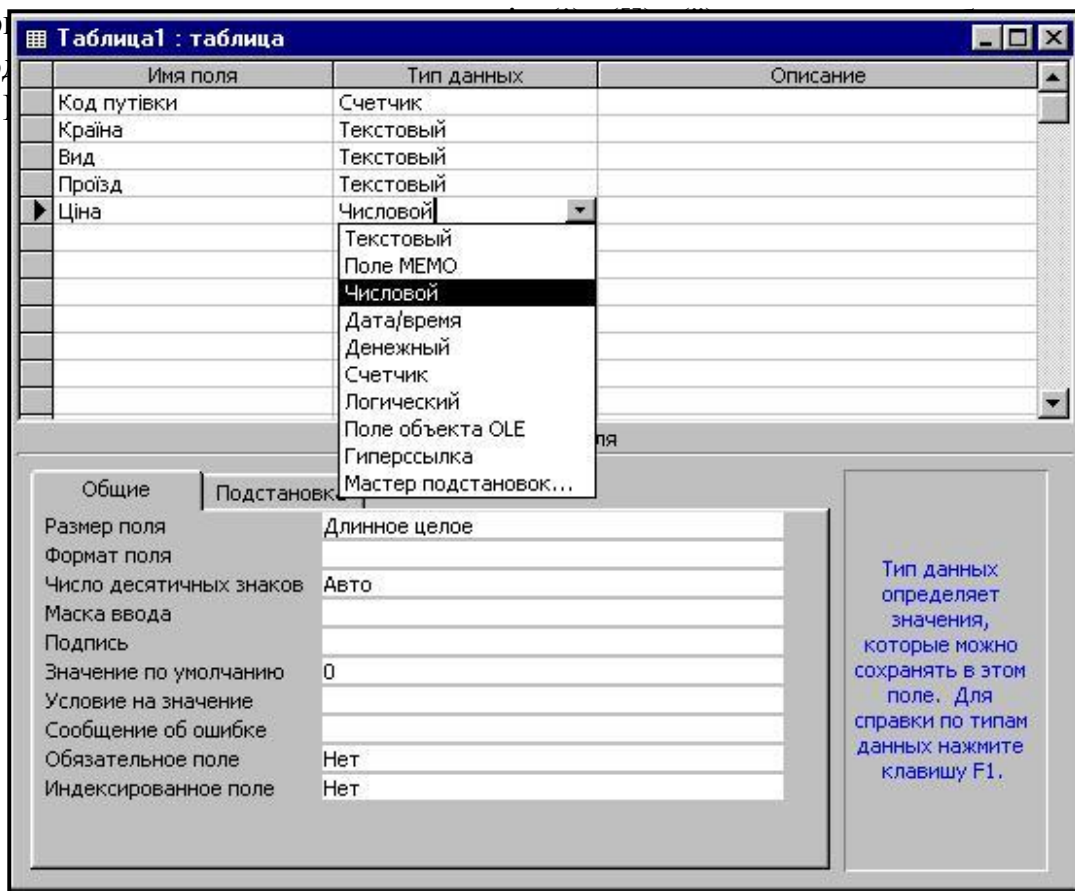 Таблица1 : таблица
Имя поля Тип данных Описание
Код путівки Счетчик
Країна Текстовый
Вид Текстовый
Проїзд Текстовый
Ціна Числовой
Текстовый
Поле MEMO
Числовой
Дата/время
Денежный
Счетчик
Логический
Поле объекта OLE
Гиперссылка
Мастер подстановок...
Общие
Размер поля Длинное целое
Формат поля
Число десятичных знаков Авто
Маска ввода
Подпись
Значение по умолчанию 0
Условие на значение
Сообщение об ошибке
Обязательное поле Нет
Индексированное поле Нет
Тип данных
определяет
значения,
которые можно
сохранять в этом
поле. Для
справки по типам
данных нажмите
клавишу F1.